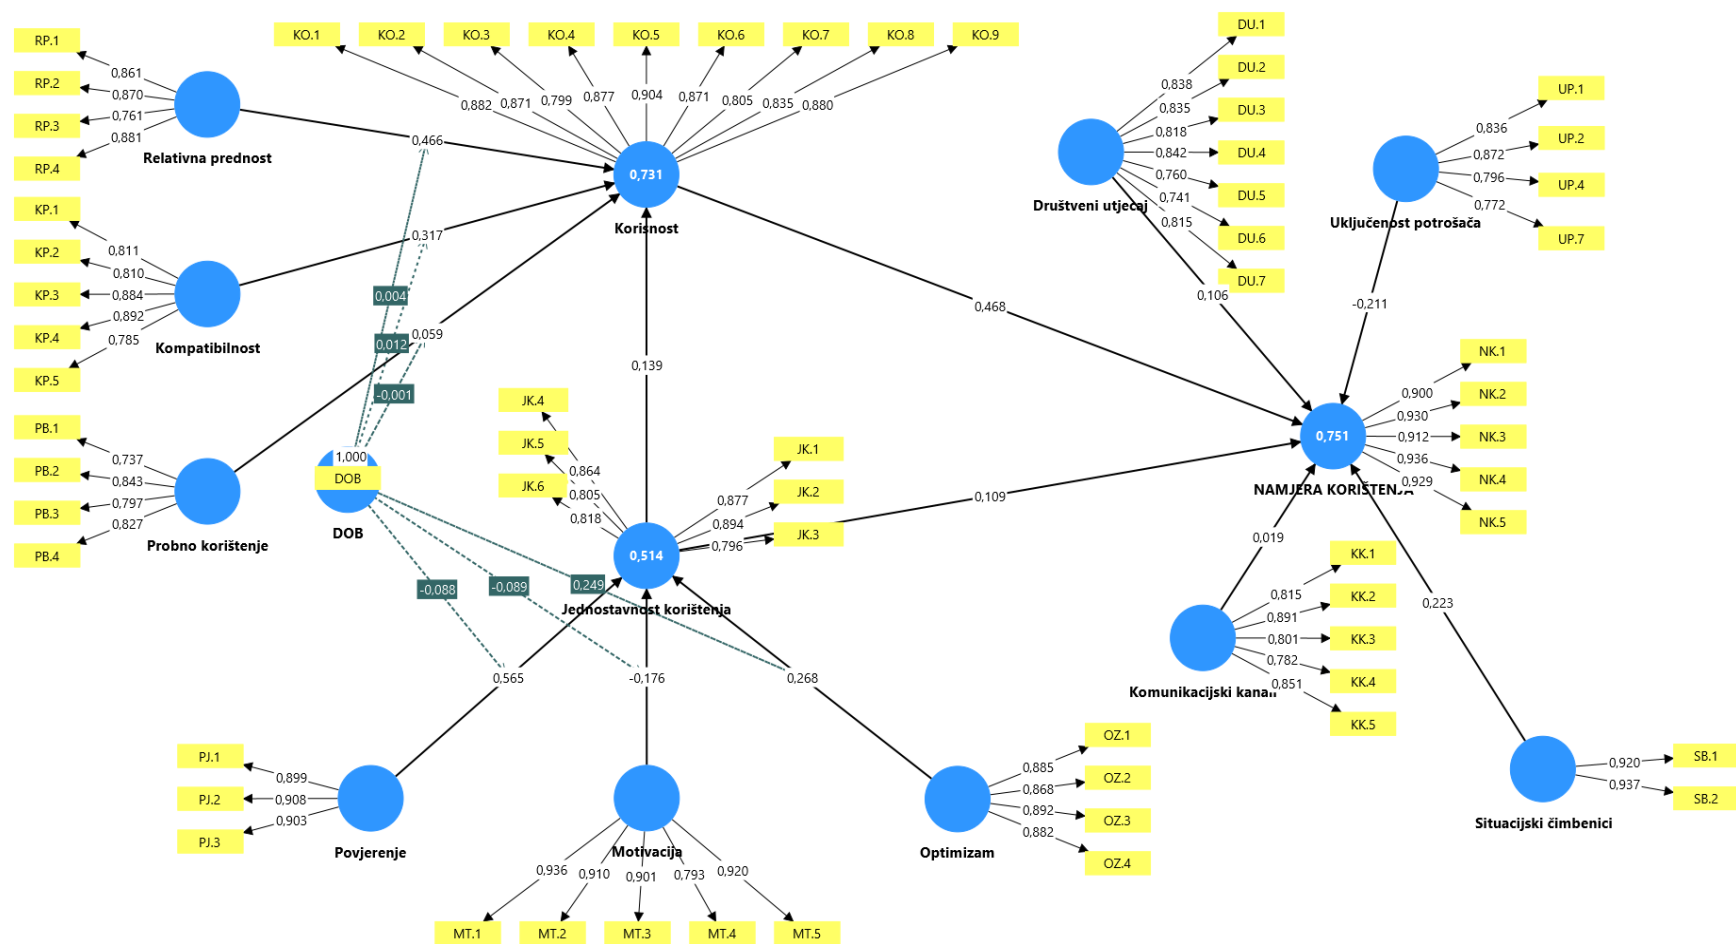 RP.1
RP.2
RP.3
RP.4
0,861
0,870
0,761
0,881
Relativna prednost
KO.1
KO.2
KO.3
KO.4
KO.5
KO.6
KO.7
KO.8
KO.9
0,882
0,871
0,799
0,877
0,904
0,871
0,805
0,835
0,880
0,731
Korisnost
DU.1
DU.2
DU.3
DU.4
DU.5
DU.6
DU.7
0,838
0,835
0,818
0,842
0,760
0,741
0,815
Društveni utjecaj
UP.1
UP.2
UP.4
UP.7
0,836
0,872
0,796
0,772
Uključenost potrošača
KP.1
KP.2
KP.3
KP.4
KP.5
0,811
0,810
0,884
0,892
0,785
Kompatibilnost
0,466
0,317
0,059
0,004
0,012
-0,001
0,139
0,468
0,106
-0,211
PB.1
PB.2
PB.3
PB.4
0,737
0,843
0,797
0,827
Probno korištenje
1,000
DOB
DOB
JK.4
JK.5
JK.6
0,864
0,805
0,818
JK.1
JK.2
JK.3
0,877
0,894
0,796
0,514
Jednostavnost korištenja
0,109
0,751
NAMJERA KORIŠTENJA
NK.1
NK.2
NK.3
NK.4
NK.5
0,900
0,930
0,912
0,936
0,929
-0,088
-0,089
0,249
0,565
-0,176
0,268
0,019
0,223
KK.1
KK.2
KK.3
KK.4
KK.5
0,815
0,891
0,801
0,782
0,851
Komunikacijski kanali
PJ.1
PJ.2
PJ.3
0,899
0,908
0,903
Povjerenje
Motivacija
0,936
0,910
0,901
0,793
0,920
MT.1
MT.2
MT.3
MT.4
MT.5
Optimizam
OZ.1
OZ.2
OZ.3
OZ.4
0,885
0,868
0,892
0,882
Situacijski čimbenici
0,920
0,937
SB.1
SB.2